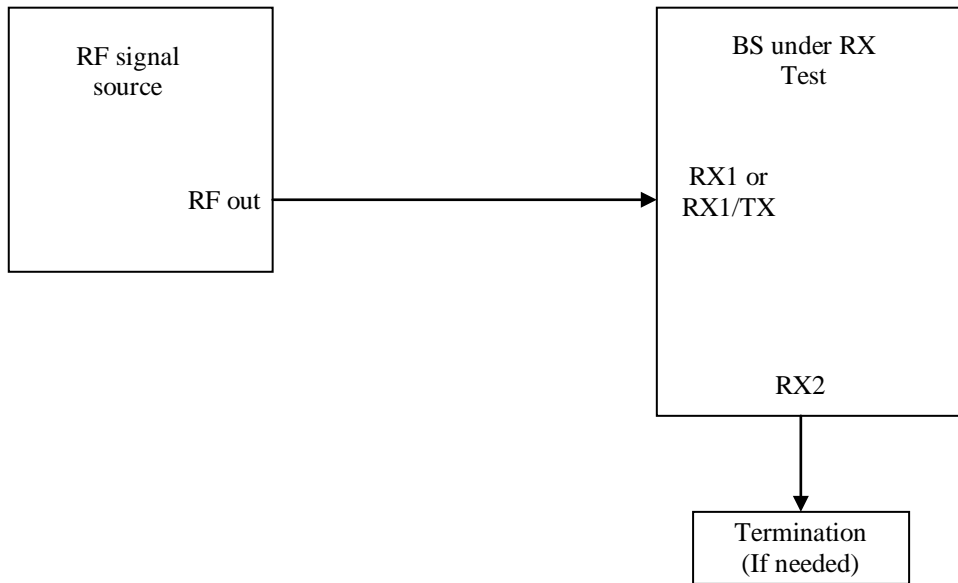 RF signal
source
RF out
BS under RX
Test
RX1 or
RX1/TX
RX2
Termination
(If needed)